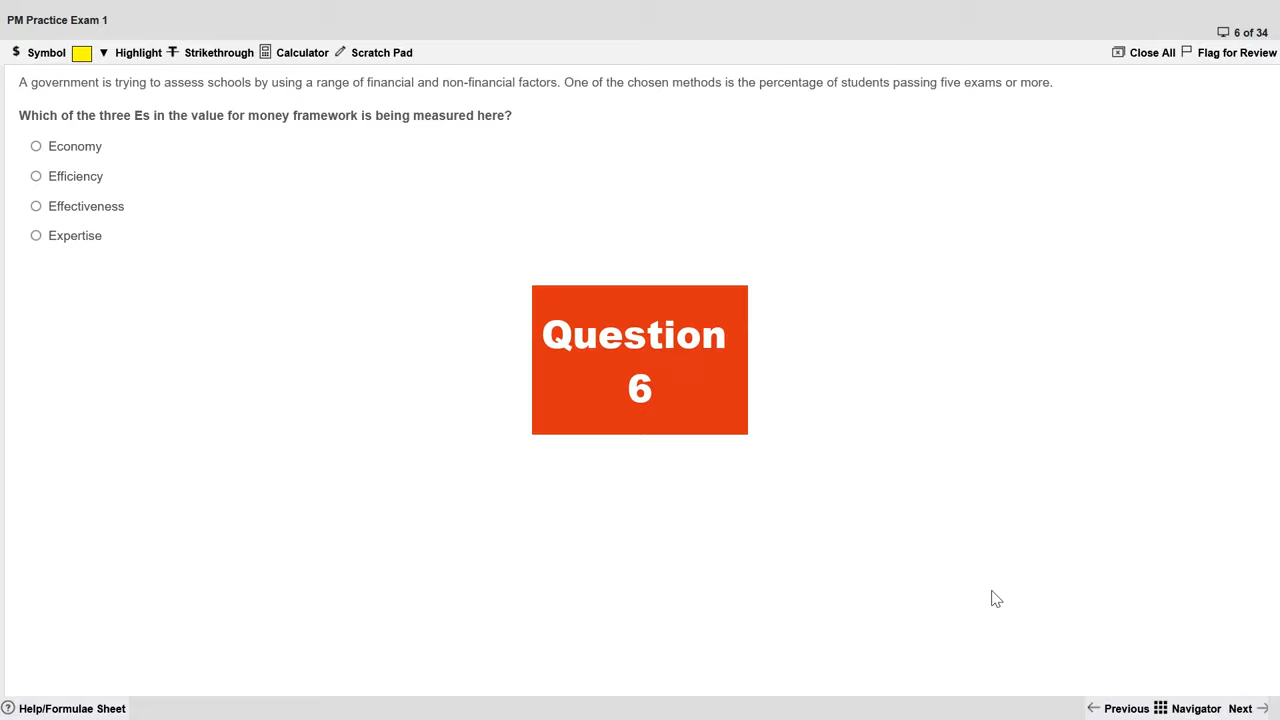 PM Practice Exam 1
6 of 34
$ Symbol Highlight Strikethrough Calculator Scratch Pad Close All Flag for Review
A government is trying to assess schools by using a range of financial and non-financial factors. One of the chosen methods is the percentage of students passing five exams or more.
Which of the three Es in the value for money framework is being measured here?
Economy
Efficiency
Effectiveness
Expertise
Question
6
Help/Formulae Sheet Previous Navigator Next